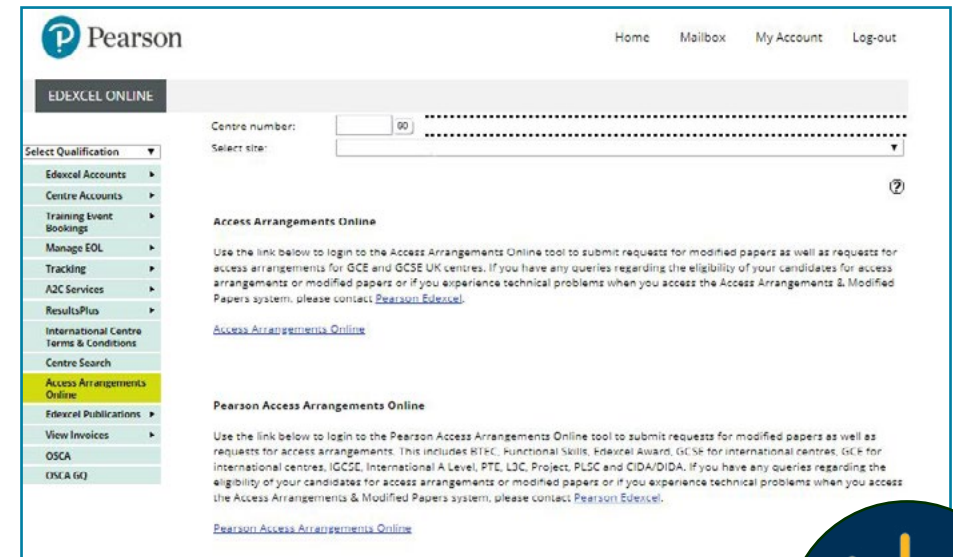 Pearson
Home Mailbox My Account Log-out
EDEXCEL ONLINE
Centre number: GO
Select site:
Select Qualification
Edexcel Accounts
Centre Accounts
Training Event
Bookings
Manage EOL
Tracking
A2C Services
ResultsPlus
International Centre
Terms & Conditions
Centre Search
Access Arrangements
Online
Edexcel Publications
View Invoices
OSCA
OSCA GQ
?
Access Arrangements Online
Use the link below to login to the Access Arrangements Online tool to submit requests for modified papers as well as requests for
access arrangements for GCE and GCSE UK centres. If you have any queries regarding the eligibility of your candidates for access
arrangements or modified papers or if you experience technical problems when you access the Access Arrangements & Modified
Papers system, please contact Pearson Edexcel.
Access Arrangements Online
Pearson Access Arrangements Online
Use the link below to login to the Pearson Access Arrangements Online tool to submit requests for modified papers as well as
requests for access arrangements. This includes BTEC, Functional Skills, Edexcel Award, GCSE for international centres, GCE for
international centres, IGCSE, International A Level, PTE, L3C, Project, PLSC and CIDA/DIDA. If you have any queries regarding the
eligibility of your candidates for access arrangements or modified papers or if you experience technical problems when you access
the Access Arrangements & Modified Papers system, please contact Pearson Edexcel.
Pearson Access Arrangements Online